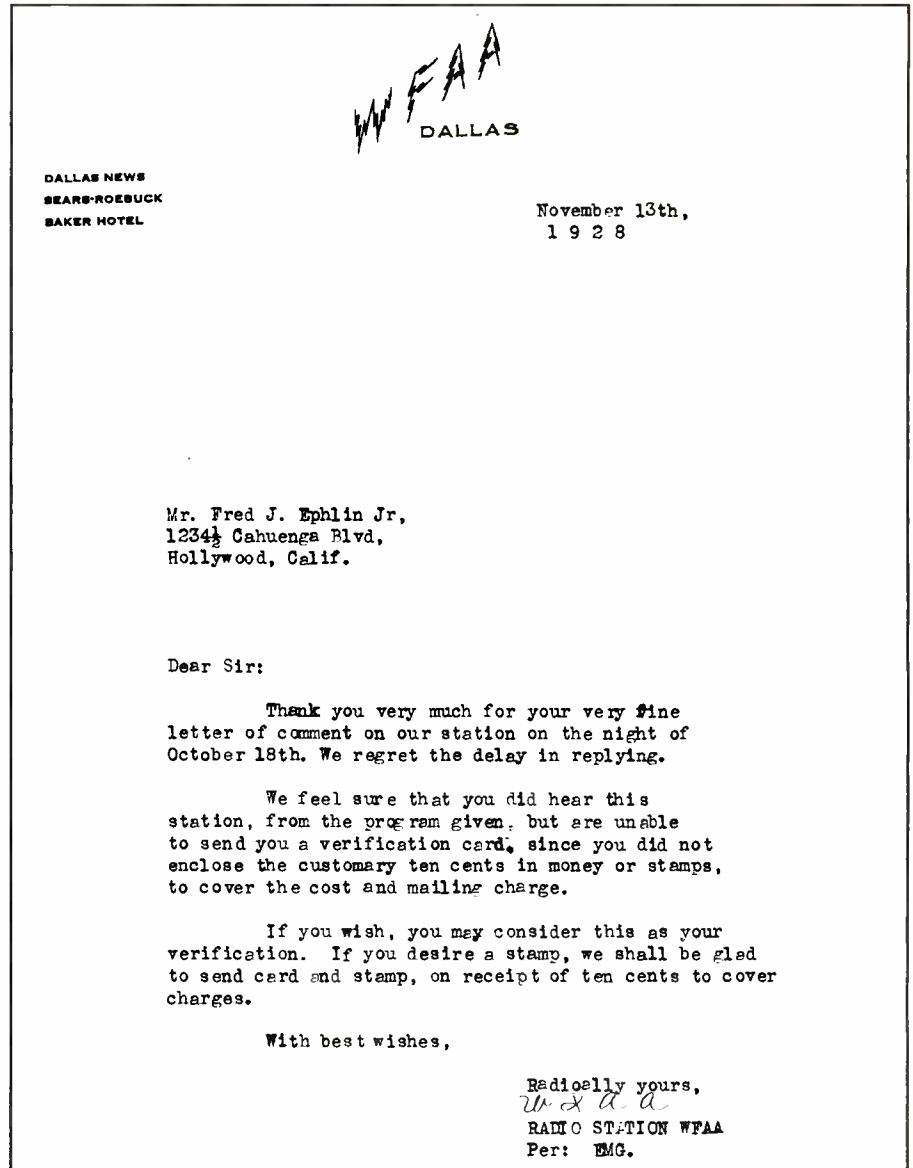 WFAA
DALLAS
DALLAS NEWS
SEARS-ROEBUCK
BAKER HOTEL
November 13th,
1 9 2 8
Mr. Fred J. Ephlin Jr,
1234½ Cahuenga Blvd,
Hollywood, Calif.
Dear Sir:
Thank you very much for your very fine
letter of comment on our station on the night of
October 18th. We regret the delay in replying.
We feel sure that you did hear this
station, from the program given, but are unable
to send you a verification card, since you did not
enclose the customary ten cents in money or stamps,
to cover the cost and mailing charge.
If you wish, you may consider this as your
verification. If you desire a stamp, we shall be glad
to send card and stamp, on receipt of ten cents to cover
charges.
With best wishes,
Radioally yours,
W F A A
RADIO STATION WFAA
Per: EMG.